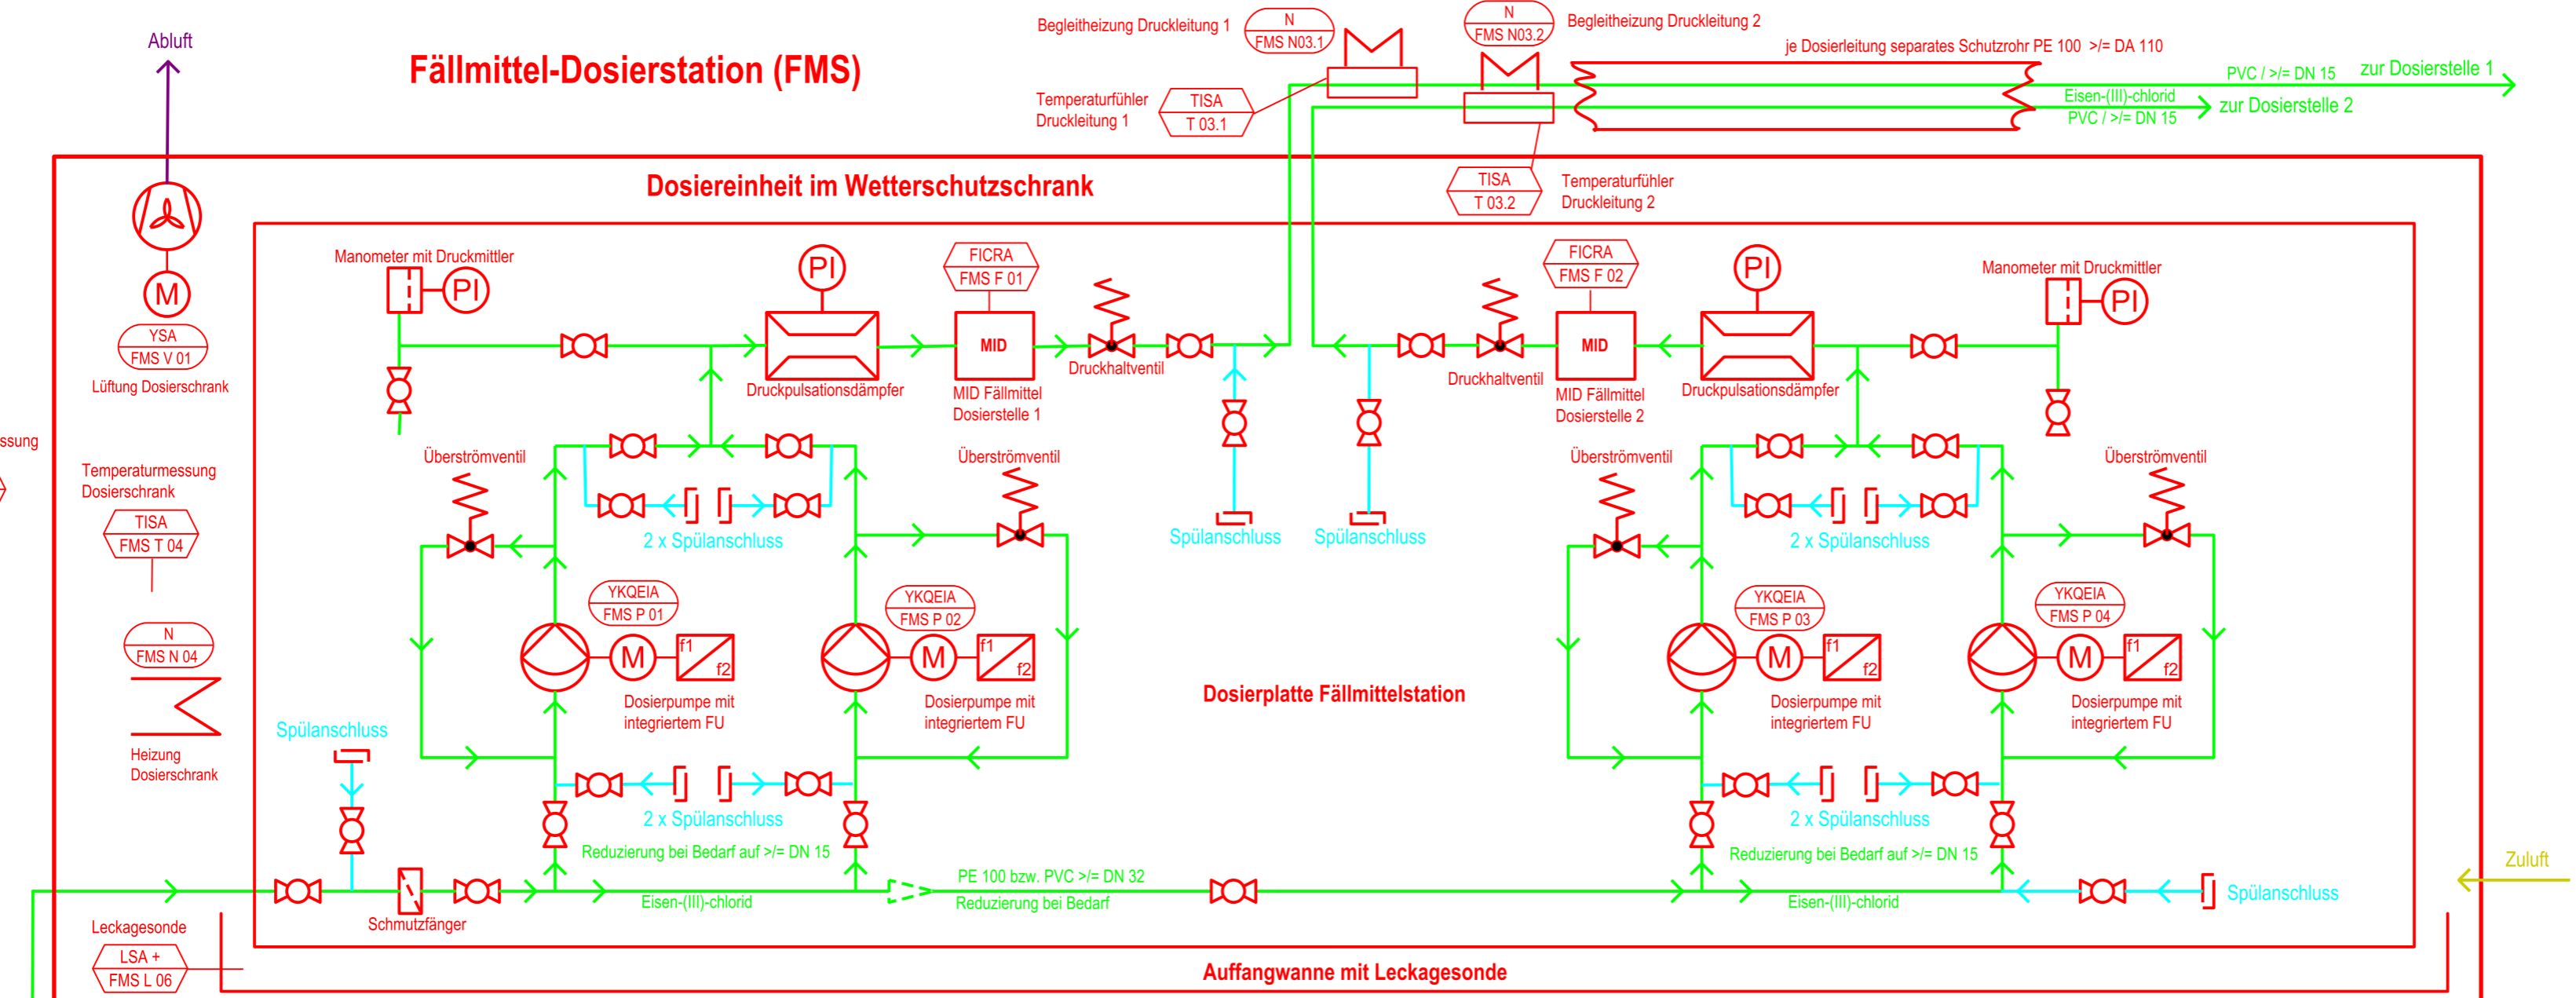 Abluft
Fällmittel-Dosierstation (FMS)
Begleitheizung Druckleitung 1
N
FMS N03.1
N
FMS N03.2
Begleitheizung Druckleitung 2
je Dosierleitung separates Schutzrohr PE 100 >/= DA 110
PVC / >/= DN 15
zur Dosierstelle 1
Temperaturfühler
Druckleitung 1
TISA
T 03.1
Eisen-(III)-chlorid
PVC / >/= DN 15
zur Dosierstelle 2
Dosiereinheit im Wetterschutzschrank
TISA
T 03.2
Temperaturfühler
Druckleitung 2
M
YSA
FMS V 01
Lüftung Dosierschrank
Manometer mit Druckmittler
PI
PI
Druckpulsationsdämpfer
FICRA
FMS F 01
MID
MID Fällmittel
Dosierstelle 1
Druckhaltventil
Druckhaltventil
FICRA
FMS F 02
MID
MID Fällmittel
Dosierstelle 2
PI
Druckpulsationsdämpfer
Manometer mit Druckmittler
PI
ssung
Temperaturmessung
Dosierschrank
TISA
FMS T 04
Überströmventil
2 x Spülanschluss
Überströmventil
Spülanschluss
Spülanschluss
Überströmventil
2 x Spülanschluss
Überströmventil
N
FMS N 04
Heizung
Dosierschrank
YKQEIA
FMS P 01
M
f1
f2
Dosierpumpe mit
integriertem FU
YKQEIA
FMS P 02
M
f1
f2
Dosierpumpe mit
integriertem FU
Dosierplatte Fällmittelstation
YKQEIA
FMS P 03
M
f1
f2
Dosierpumpe mit
integriertem FU
YKQEIA
FMS P 04
M
f1
f2
Dosierpumpe mit
integriertem FU
Spülanschluss
2 x Spülanschluss
2 x Spülanschluss
Reduzierung bei Bedarf auf >/= DN 15
Reduzierung bei Bedarf auf >/= DN 15
Zuluft
PE 100 bzw. PVC >/= DN 32
Reduzierung bei Bedarf
Eisen-(III)-chlorid
Eisen-(III)-chlorid
Spülanschluss
Schmutzfänger
Leckagesonde
LSA +
FMS L 06
Auffangwanne mit Leckagesonde